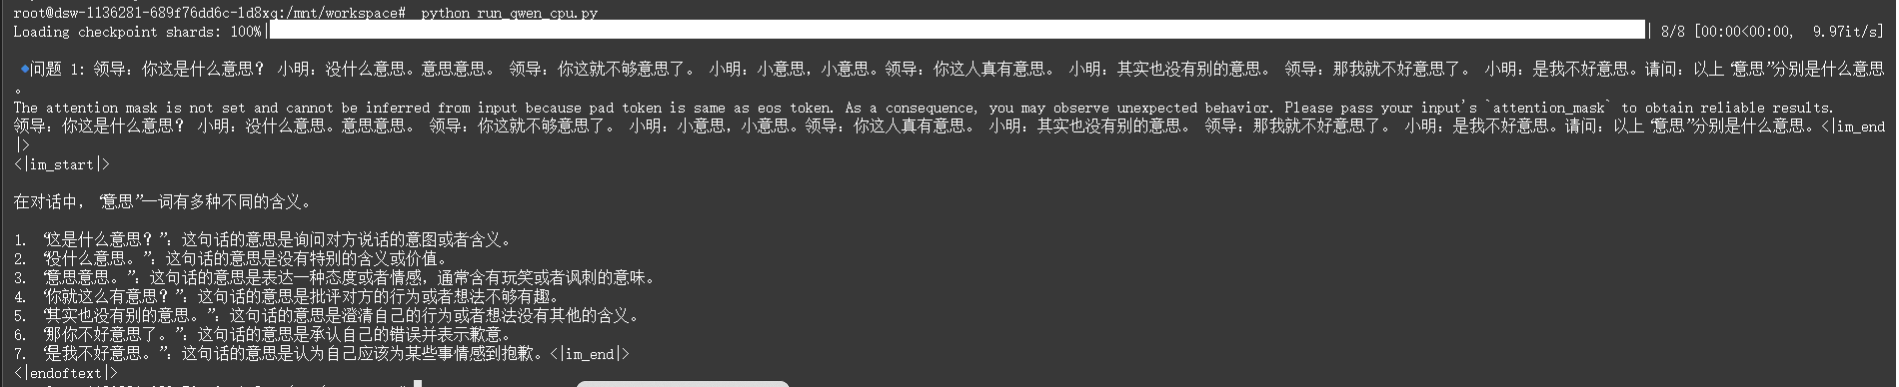 root@dsw-1136281-689f76dd6c-1d8xq:/mnt/workspace#  python run_qwen_cpu.py
Loading checkpoint shards: 100%| | 8/8 [00:00<00:00,  9.97it/s]
🔹问题 1: 领导：你这是什么意思？ 小明：没什么意思。意思意思。 领导：你这就不够意思了。 小明：小意思，小意思。领导：你这人真有意思。 小明：其实也没有别的意思。 领导：那我就不好意思了。 小明：是我不好意思。请问：以上“意思”分别是什么意思
。
The attention mask is not set and cannot be inferred from input because pad token is same as eos token. As a consequence, you may observe unexpected behavior. Please pass your input's `attention_mask` to obtain reliable results.
领导：你这是什么意思？ 小明：没什么意思。意思意思。 领导：你这就不够意思了。 小明：小意思，小意思。领导：你这人真有意思。 小明：其实也没有别的意思。 领导：那我就不好意思了。 小明：是我不好意思。请问：以上“意思”分别是什么意思。<|im_end
|>
<|im_start|>
在对话中，“意思”一词有多种不同的含义。
1. “这是什么意思？”：这句话的意思是询问对方说话的意图或者含义。
2. “没什么意思。”：这句话的意思是没有特别的含义或价值。
3. “意思意思。”：这句话的意思是表达一种态度或者情感，通常含有玩笑或者讽刺的意味。
4. “你就这么有意思？”：这句话的意思是批评对方的行为或者想法不够有趣。
5. “其实也没有别的意思。”：这句话的意思是澄清自己的行为或者想法没有其他的含义。
6. “那你不好意思了。”：这句话的意思是承认自己的错误并表示歉意。
7. “是我不好意思。”：这句话的意思是认为自己应该为某些事情感到抱歉。<|im_end|>
<|endoftext|>